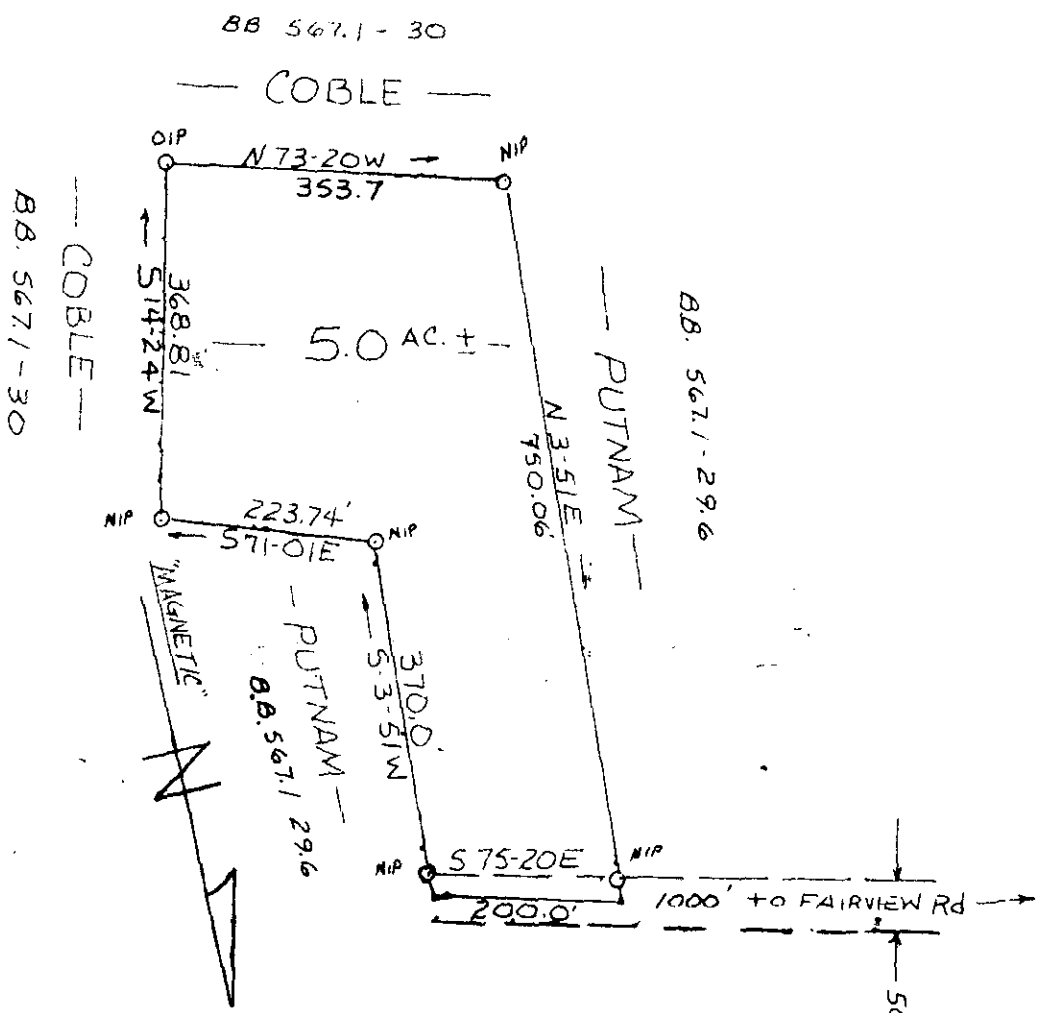 BB 567.1 - 30
— COBLE —
OIP
N 73-20W
353.7
NIP
— COBLE —
B.B. 567.1 - 30
368.81
S 14-24 W
5.0 AC. ±
B.B. 567.1 - 29.6
— PUTNAM —
N 3-51E
750.06'
NIP
223.74'
S71-01E
NIP
"MAGNETIC"
N
— PUTNAM —
B.B. 567.1 29.6
370.0'
S-3-51W
NIP
S 75-20E
NIP
200.0'
1000' to FAIRVIEW Rd